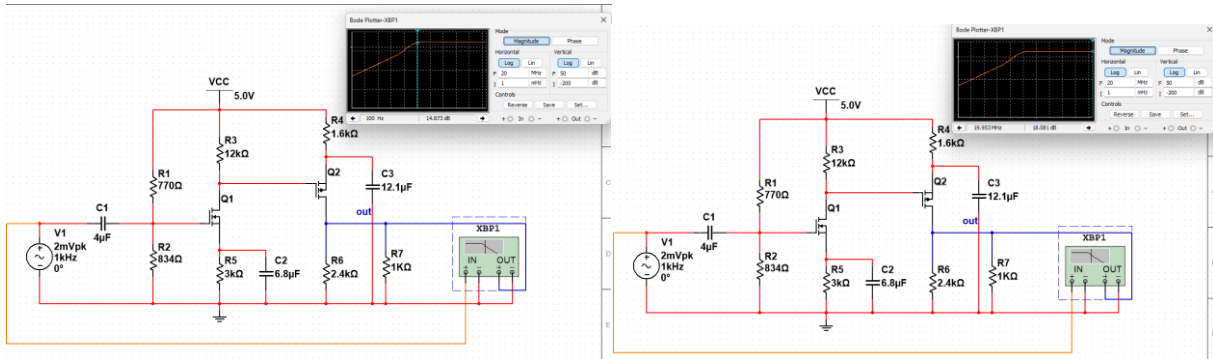 Bode Plotter-XBP1
Mode
Magnitude Phase
Horizontal Vertical
Log Lin Log Lin
F 20 MHz F 50 dB
I 1 mHz I -200 dB
Controls
Reverse Save Set...
100 Hz 14.873 dB + In − + Out −
VCC
5.0V
R4
1.6kΩ
R3
12kΩ
R1
770Ω
Q2
C3
12.1µF
Q1
out
C1
4µF
V1
2mVpk
1kHz
0°
R2
834Ω
R5
3kΩ
C2
6.8µF
R6
2.4kΩ
R7
1KΩ
XBP1
IN OUT
C
D
E
Bode Plotter-XBP1
Mode
Magnitude Phase
Horizontal Vertical
Log Lin Log Lin
F 20 MHz F 50 dB
I 1 mHz I -200 dB
Controls
Reverse Save Set...
19.953 MHz 18.881 dB + In − + Out −
VCC
5.0V
R4
1.6kΩ
R3
12kΩ
R1
770Ω
Q2
C3
12.1µF
Q1
out
C1
4µF
V1
2mVpk
1kHz
0°
R2
834Ω
R5
3kΩ
C2
6.8µF
R6
2.4kΩ
R7
1KΩ
XBP1
IN OUT